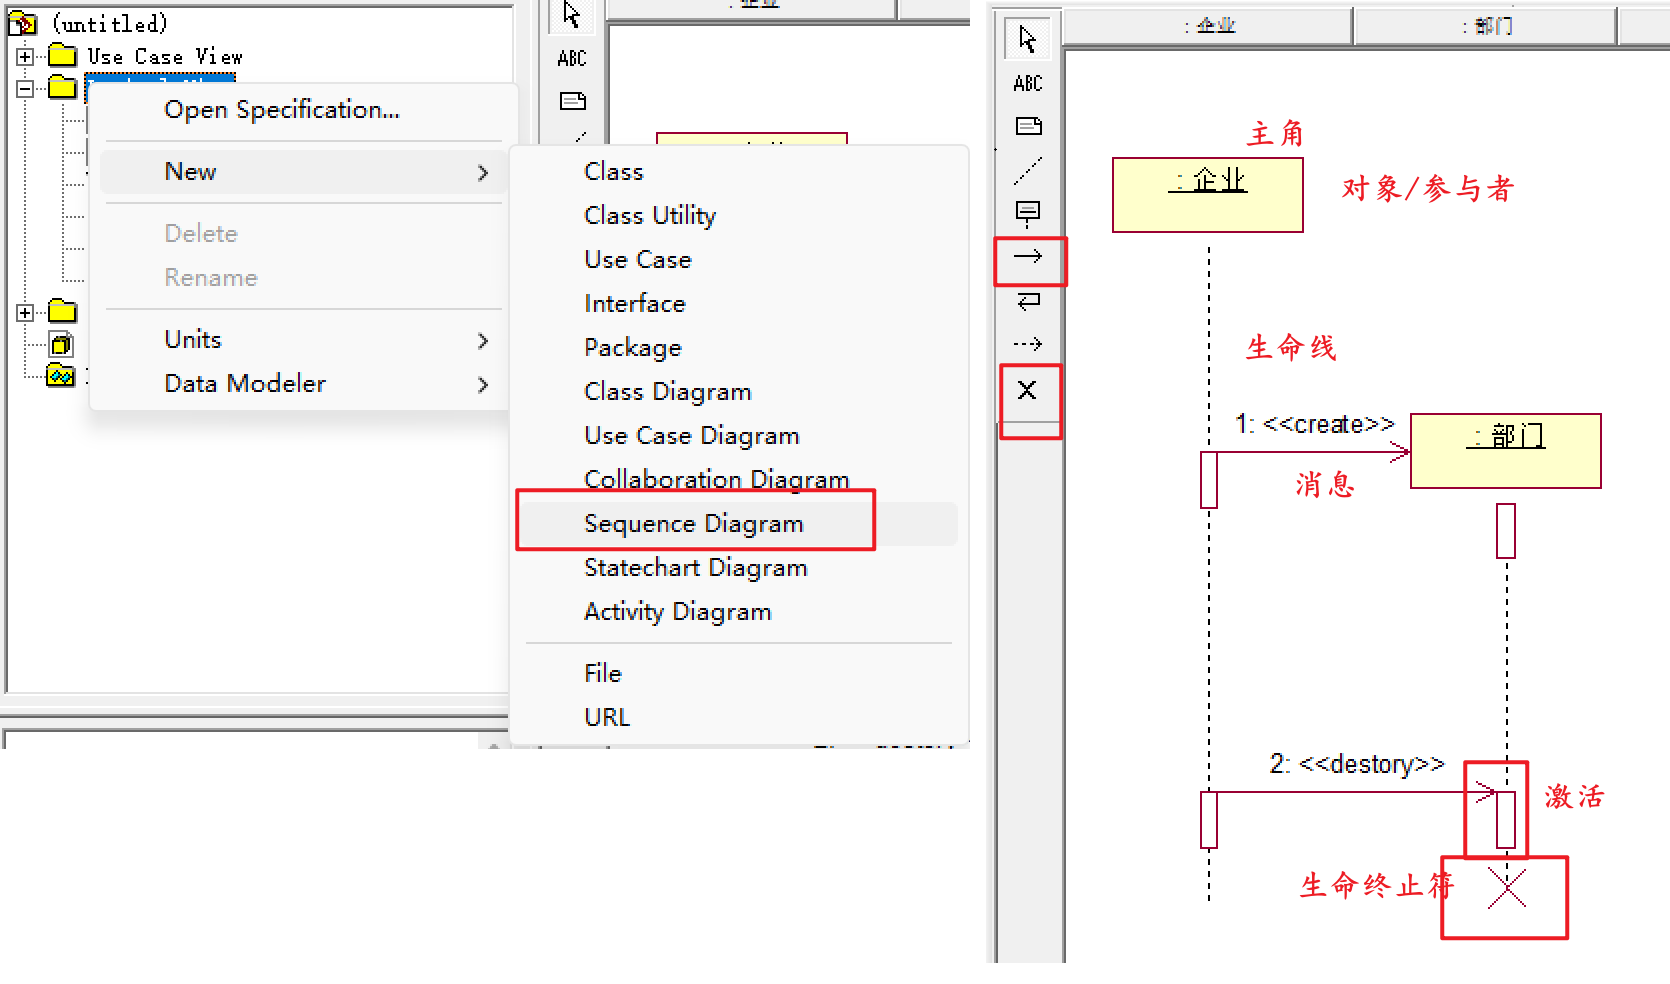 (untitled)
Use Case View
Open Specification...
New
Delete
Rename
Units
Data Modeler
ABC
Class
Class Utility
Use Case
Interface
Package
Class Diagram
Use Case Diagram
Collaboration Diagram
Sequence Diagram
Statechart Diagram
Activity Diagram
File
URL
: 企业
: 企业
: 部门
ABC
主角
: 企业
对象/参与者
生命线
1: <<create>>
: 部门
消息
2: <<destory>>
激活
生命终止符